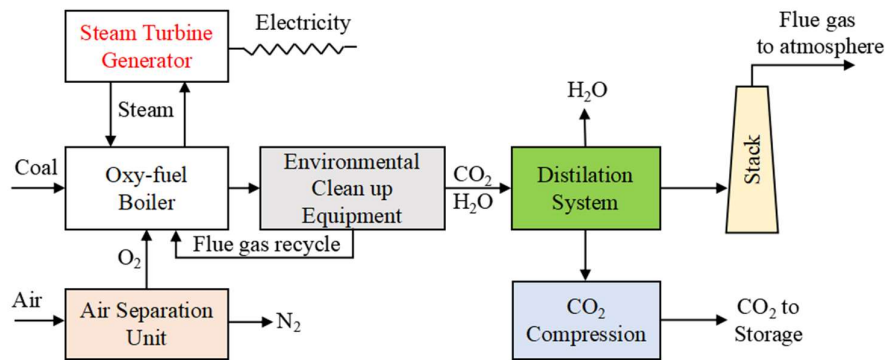 Steam Turbine
Generator
Electricity
Flue gas
to atmosphere
Steam
H₂O
Coal
Oxy-fuel
Boiler
Environmental
Clean up
Equipment
CO₂
H₂O
Distilation
System
Stack
Flue gas recycle
O₂
Air
Air Separation
Unit
N₂
CO₂
Compression
CO₂ to
Storage